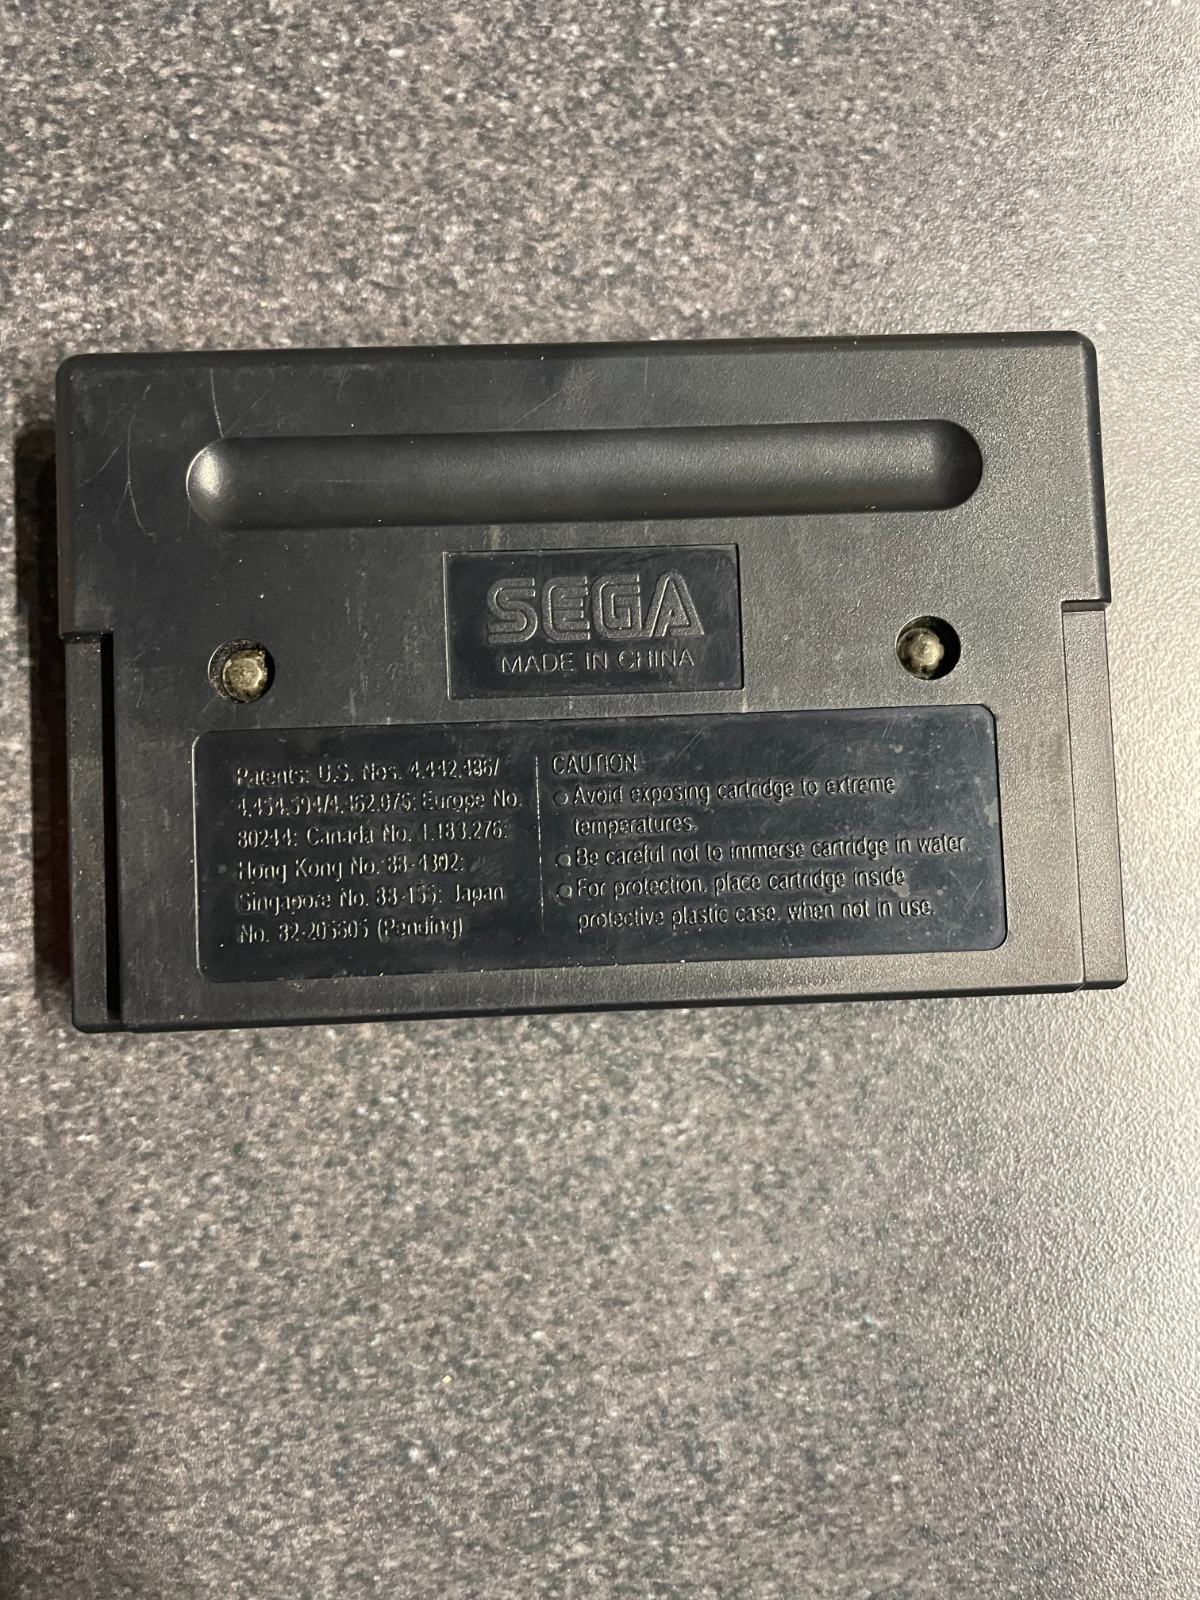 SEGA
MADE IN CHINA
Patents: U.S. Nos. 4,442,486/
4,454,594/4,462,076; Europe No.
80244; Canada No. 1,183,276;
Hong Kong No. 88-4302;
Singapore No. 88-155; Japan
No. 82-205605 (Pending)
CAUTION
Avoid exposing cartridge to extreme
temperatures.
Be careful not to immerse cartridge in water.
For protection, place cartridge inside
protective plastic case, when not in use.